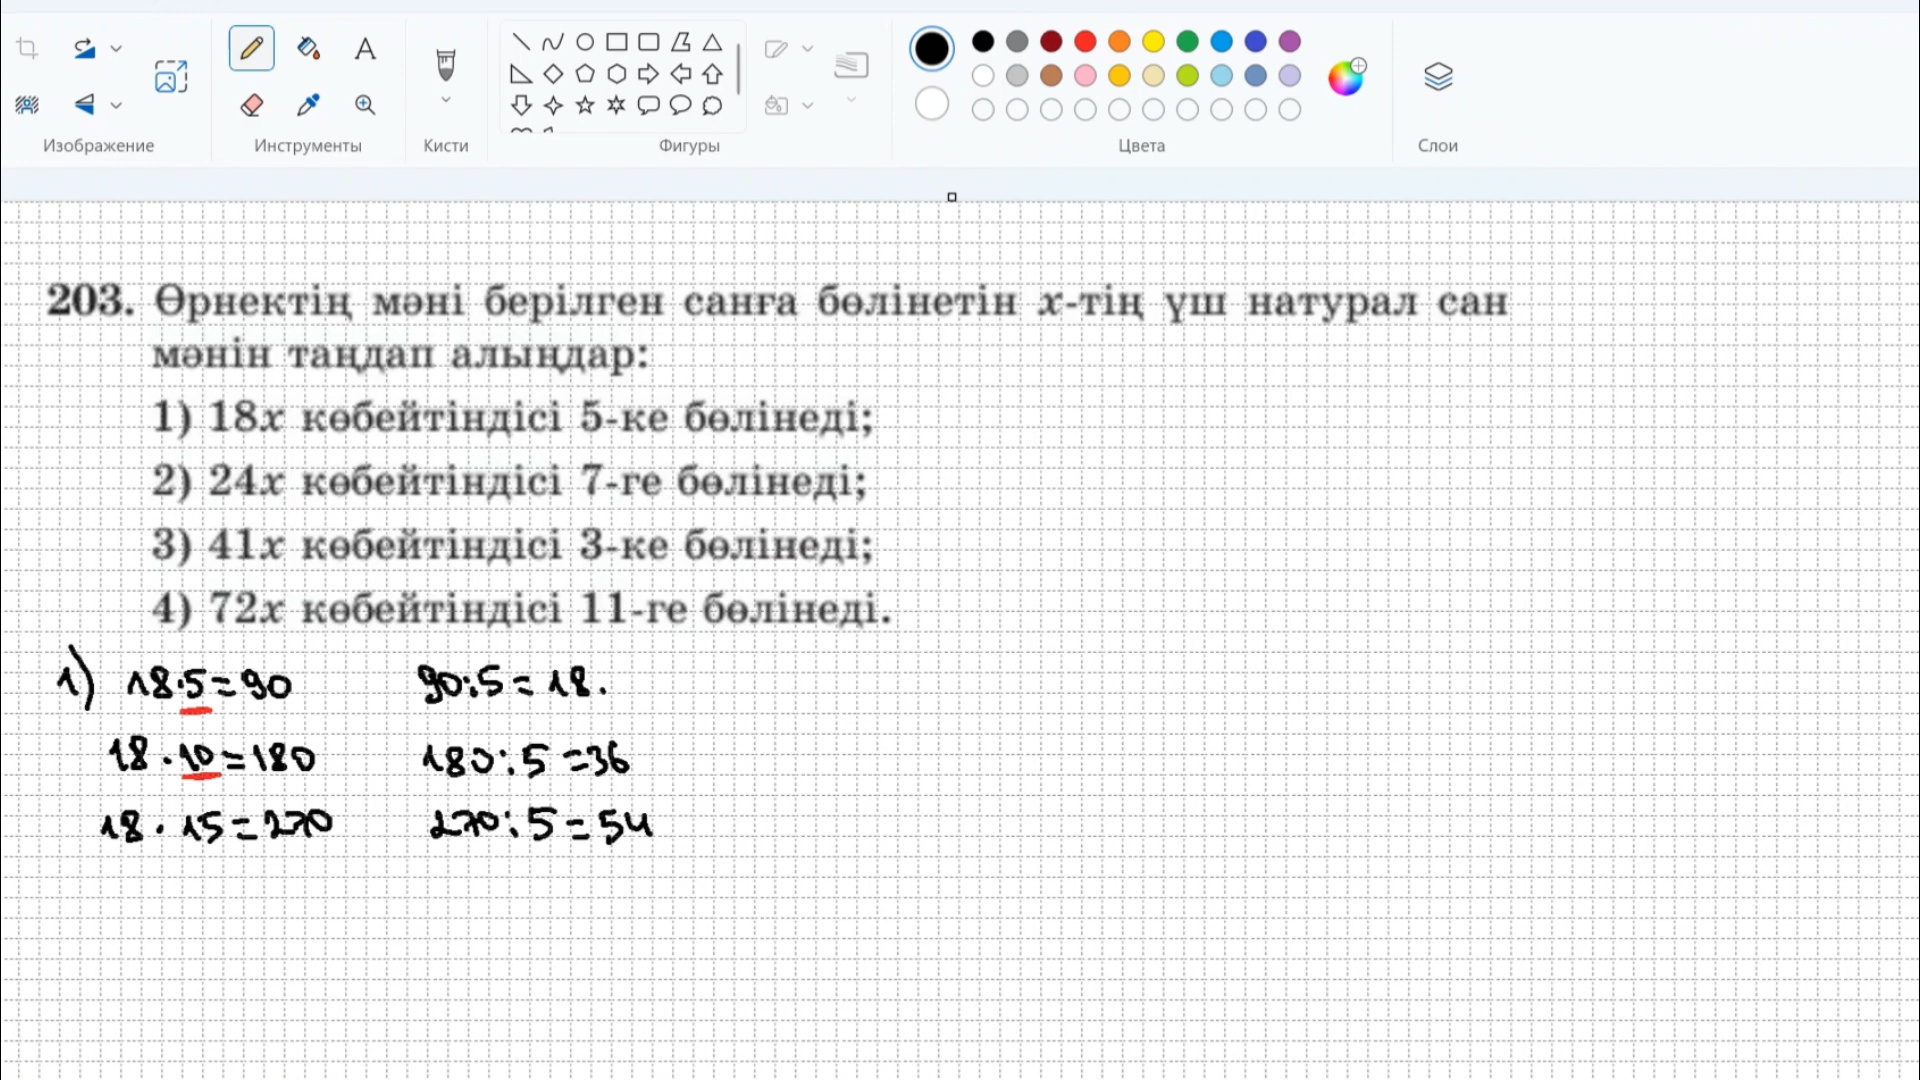 Изображение
Инструменты
Кисти
Фигуры
Цвета
Слои
203. Өрнектің мәні берілген санға бөлінетін x-тің үш натурал сан
мәнін таңдап алыңдар:
1) 18x көбейтіндісі 5-ке бөлінеді;
2) 24x көбейтіндісі 7-ге бөлінеді;
3) 41x көбейтіндісі 3-ке бөлінеді;
4) 72x көбейтіндісі 11-ге бөлінеді.
1) 18·5=90 90:5=18.
18·10=180 180:5=36
18·15=270 270:5=54